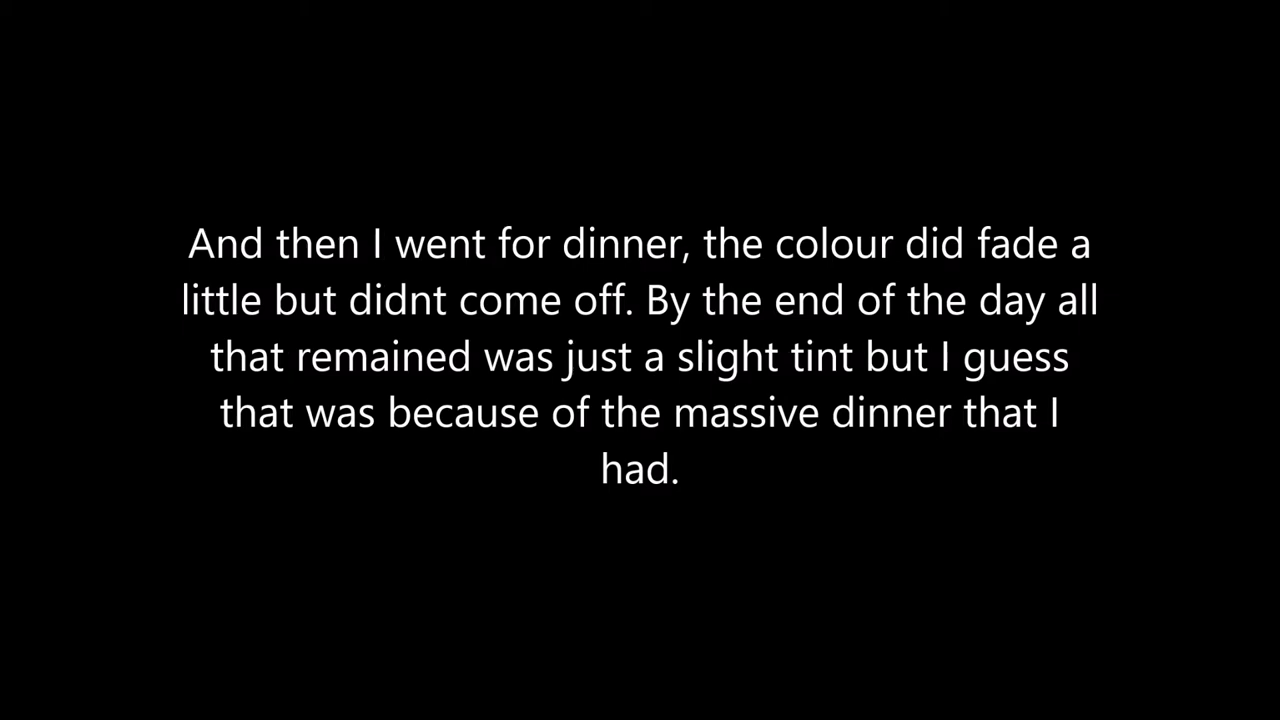 And then I went for dinner, the colour did fade a
little but didnt come off. By the end of the day all
that remained was just a slight tint but I guess
that was because of the massive dinner that I
had.